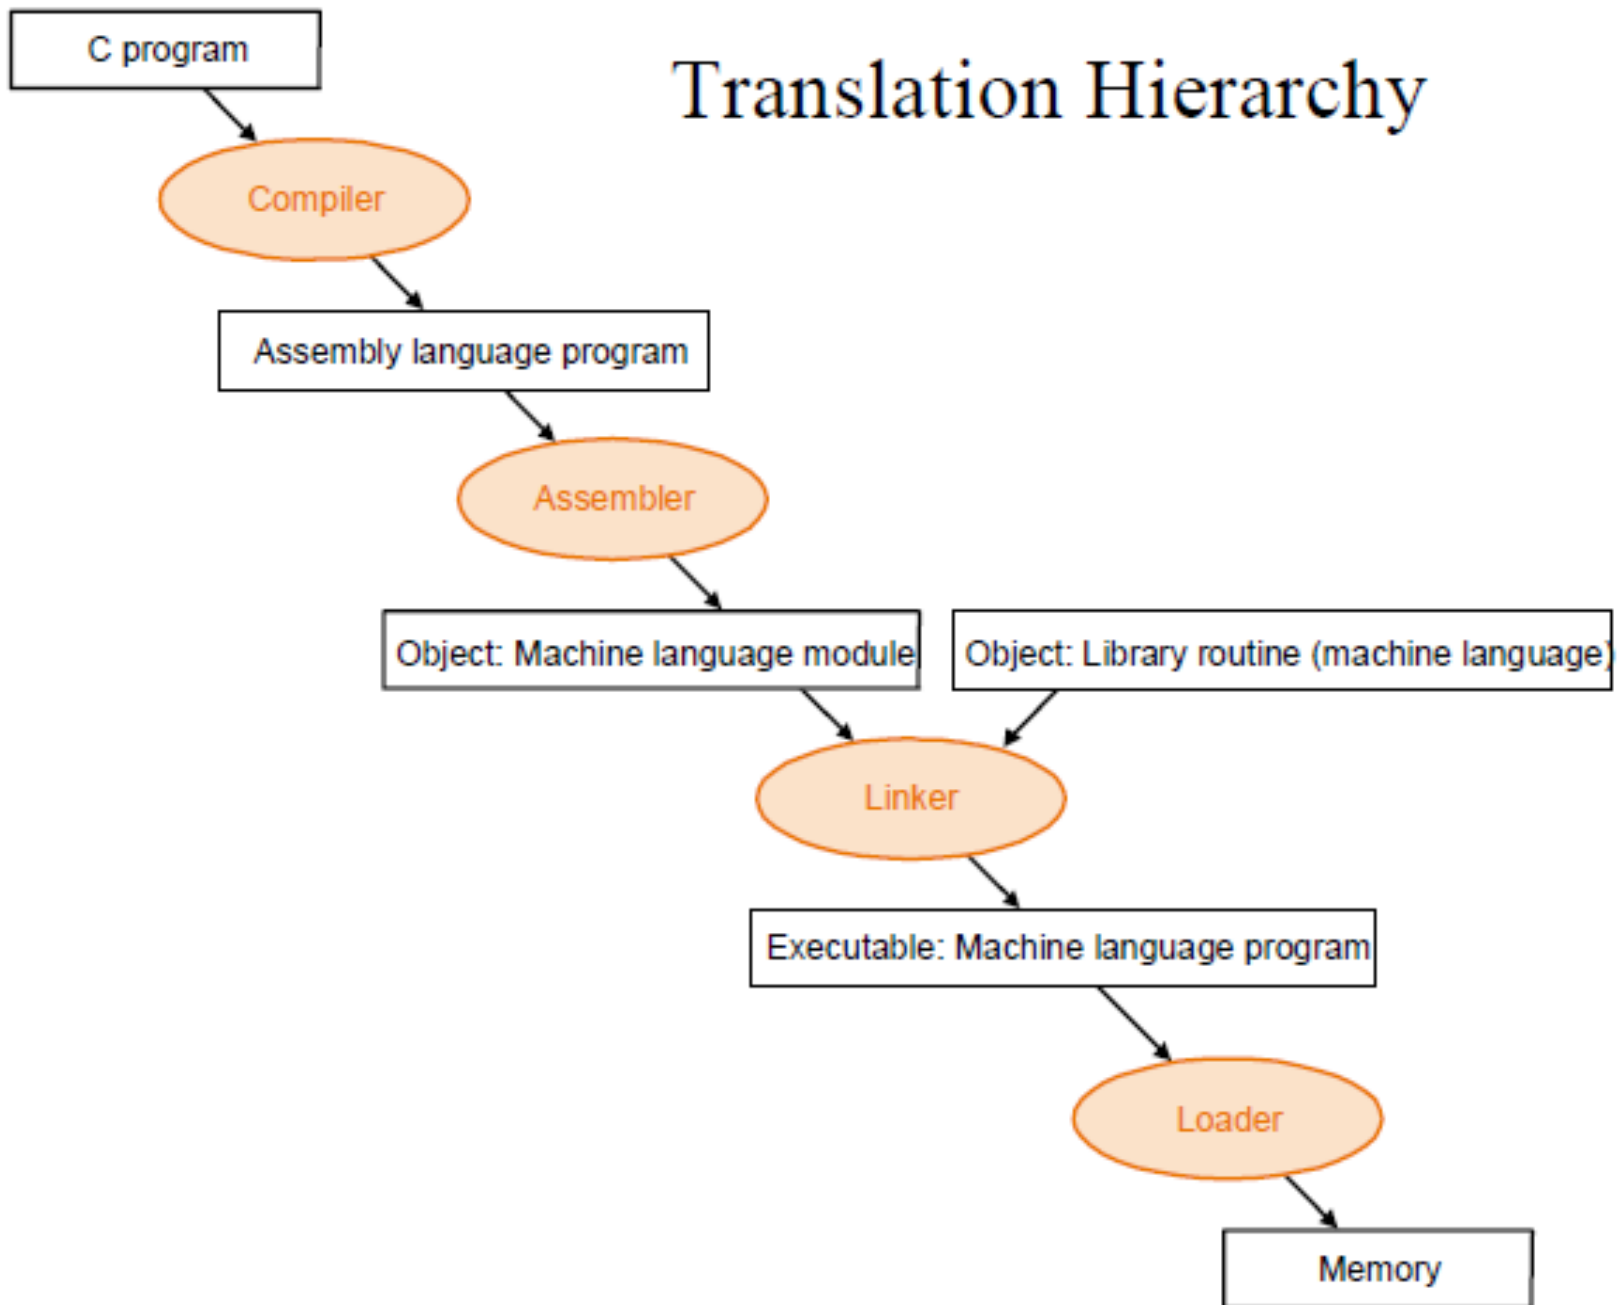 C program
Translation Hierarchy
Compiler
Assembly language program
Assembler
Object: Machine language module
Object: Library routine (machine language)
Linker
Executable: Machine language program
Loader
Memory